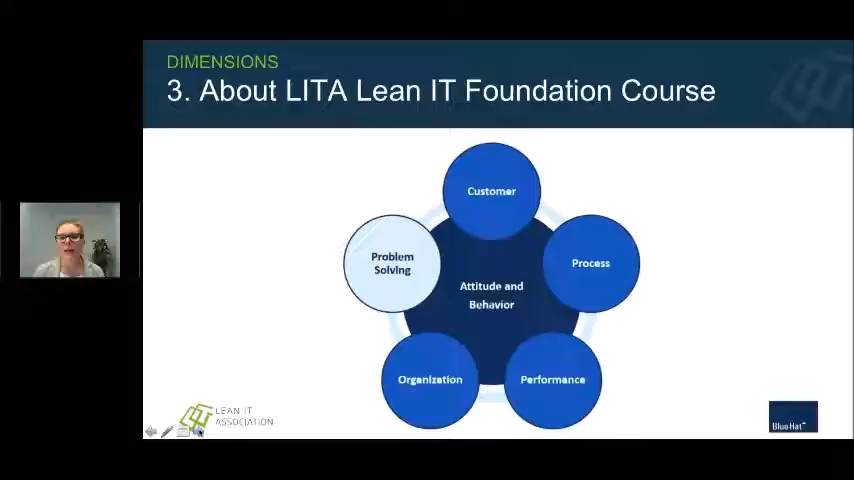 DIMENSIONS
3. About LITA Lean IT Foundation Course
Customer
Problem
Solving
Process
Attitude and
Behavior
Organization
Performance
LEAN IT
ASSOCIATION
BlueHat